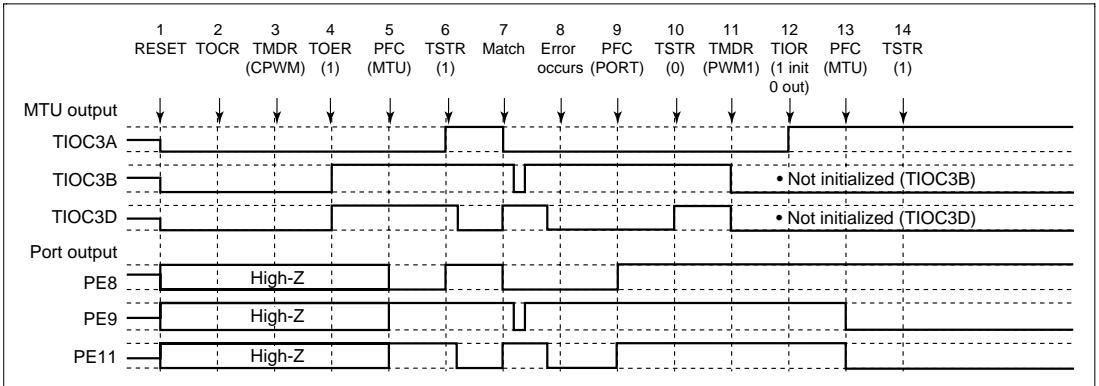 1 2 3 4 5 6 7 8 9 10 11 12 13 14
RESET TOCR TMDR TOER PFC TSTR Match Error PFC TSTR TMDR TIOR PFC TSTR
(CPWM) (1) (MTU) (1) occurs (PORT) (0) (PWM1) (1 init (MTU) (1)
0 out)
MTU output
TIOC3A
TIOC3B • Not initialized (TIOC3B)
TIOC3D • Not initialized (TIOC3D)
Port output
PE8 High-Z
PE9 High-Z
PE11 High-Z